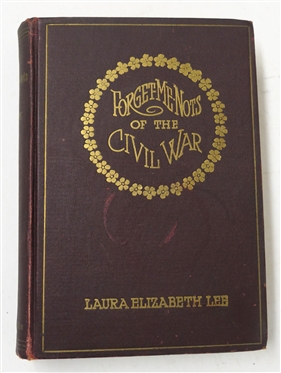 FORGET-ME-NOTS
OF THE
CIVIL WAR
LAURA ELIZABETH LEE